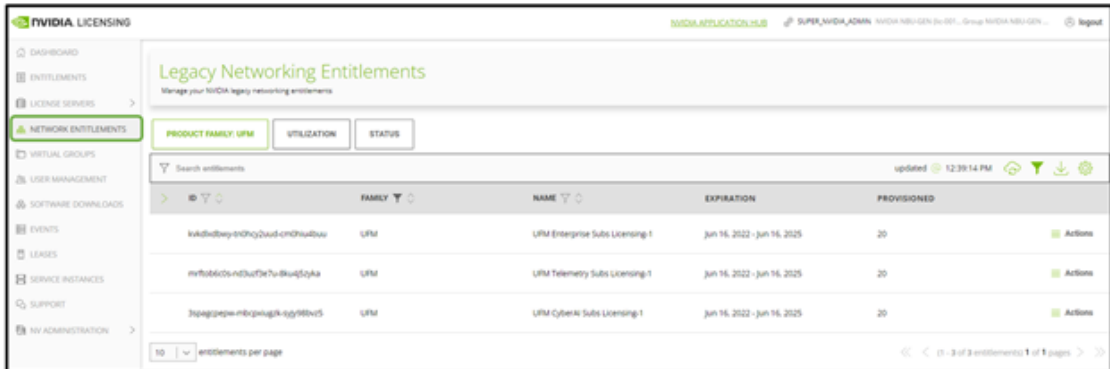 NVIDIA LICENSING
NVIDIA APPLICATION HUB
SUPER_NVIDIA_ADMIN
logout
DASHBOARD
ENTITLEMENTS
LICENSE SERVERS
NETWORK ENTITLEMENTS
VIRTUAL GROUPS
USER MANAGEMENT
SOFTWARE DOWNLOADS
EVENTS
LEASES
SERVICE INSTANCES
SUPPORT
NV ADMINISTRATION
Legacy Networking Entitlements
Manage your NVIDIA legacy networking entitlements
PRODUCT FAMILY: UFM UTILIZATION STATUS
Search entitlements updated @ 12:39:14 PM
ID FAMILY NAME EXPIRATION PROVISIONED
UFM UFM Enterprise Subs Licensing-1 Jun 16, 2022 - Jun 16, 2025 20 Actions
UFM UFM Telemetry Subs Licensing-1 Jun 16, 2022 - Jun 16, 2025 20 Actions
UFM UFM CyberAI Subs Licensing-1 Jun 16, 2022 - Jun 16, 2025 20 Actions
10 entitlements per page (1 - 3 of 3 entitlements) 1 of 1 pages